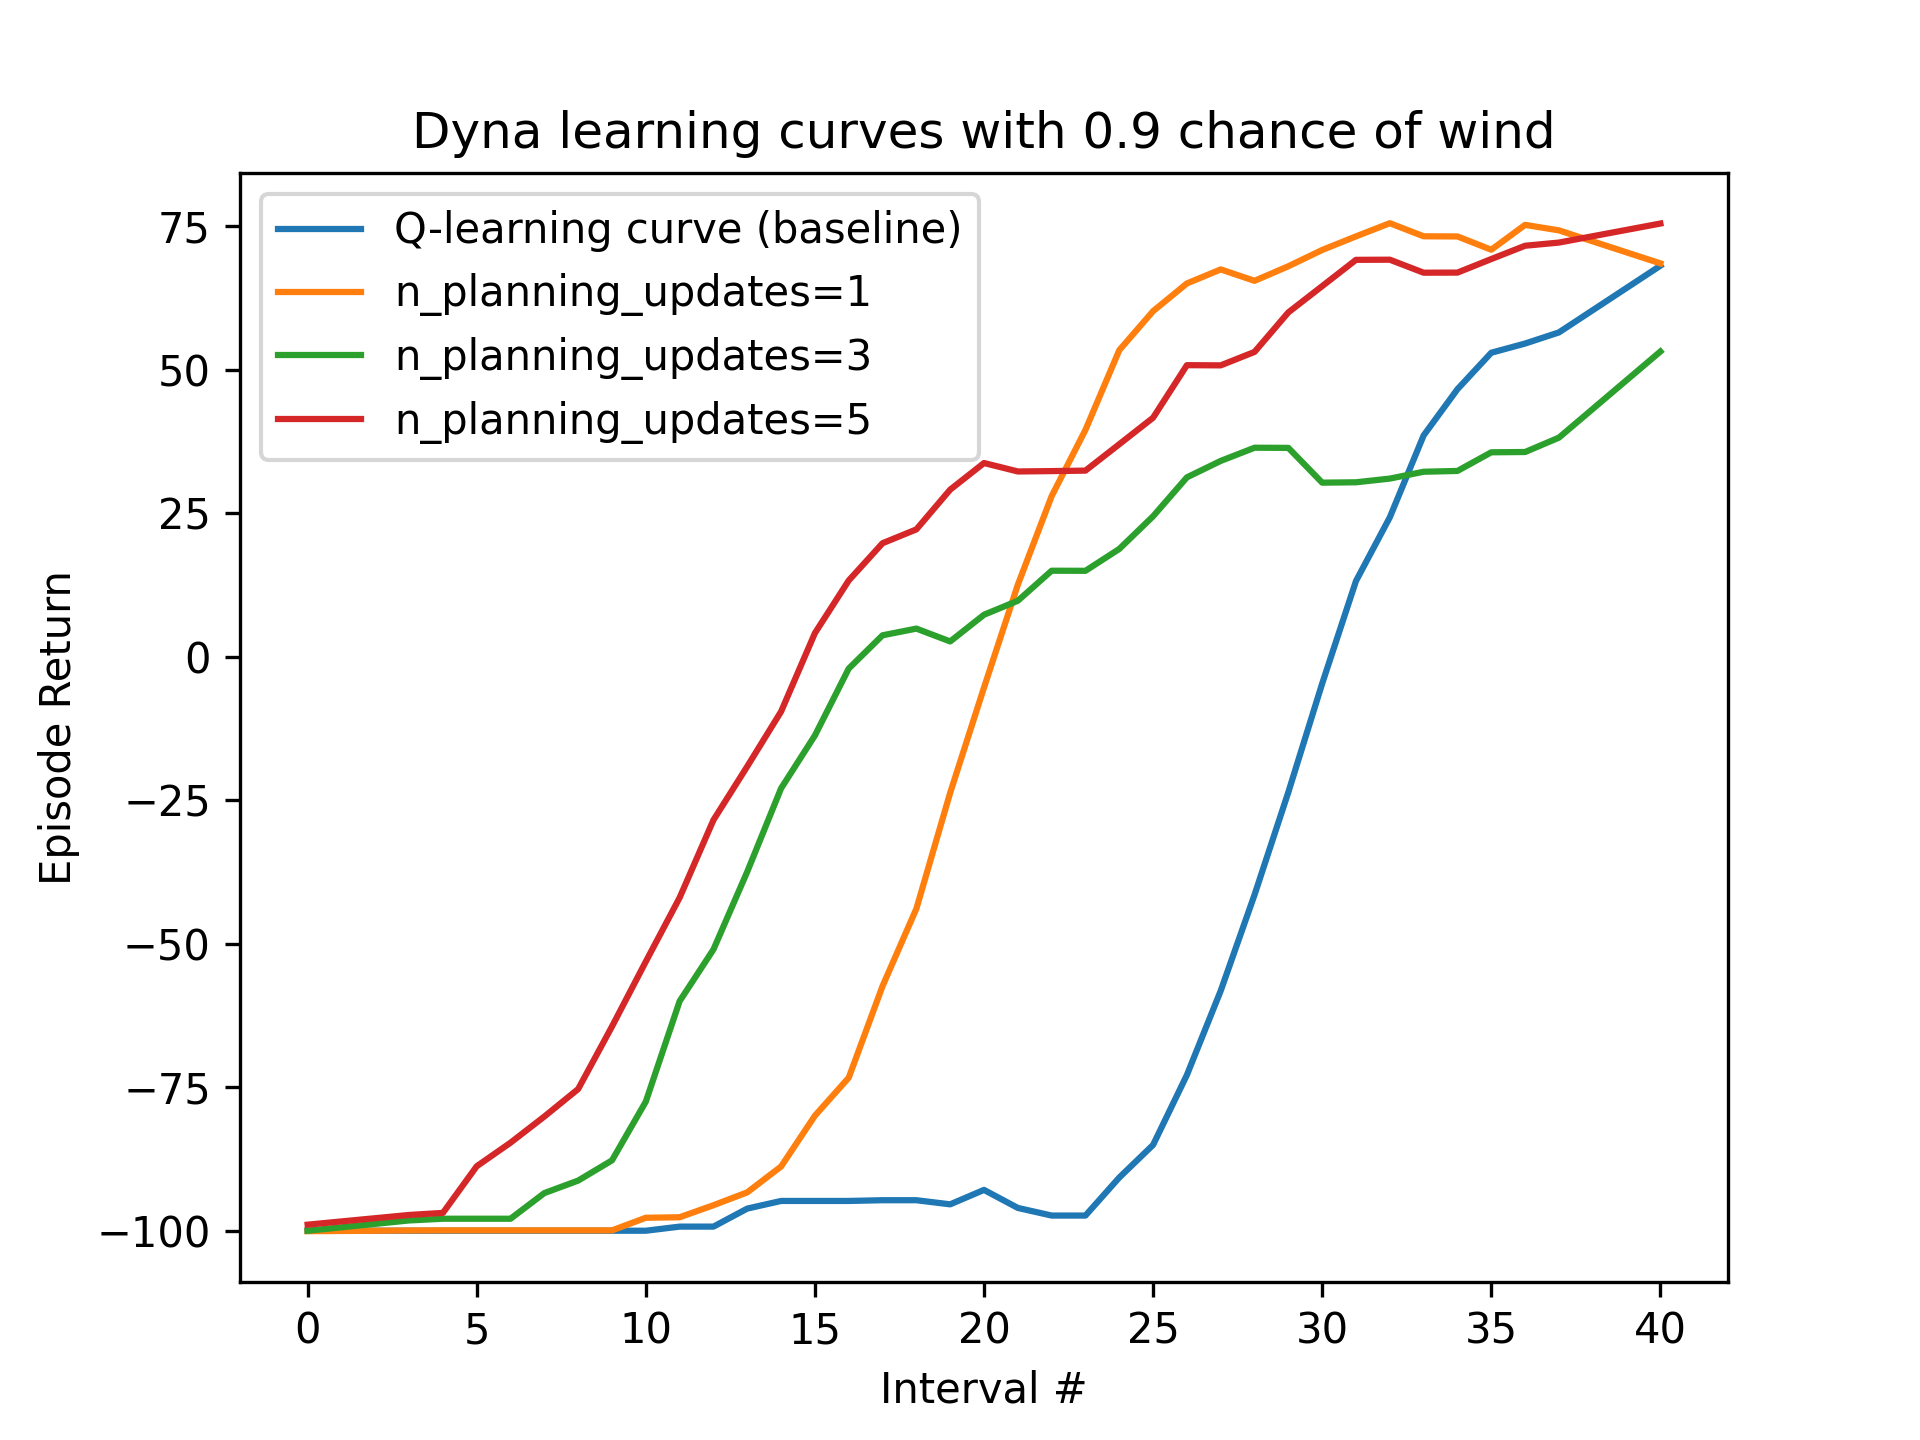 Dyna learning curves with 0.9 chance of wind
Q-learning curve (baseline)
n_planning_updates=1
n_planning_updates=3
n_planning_updates=5
75
50
25
0
−25
−50
−75
−100
Episode Return
0 5 10 15 20 25 30 35 40
Interval #